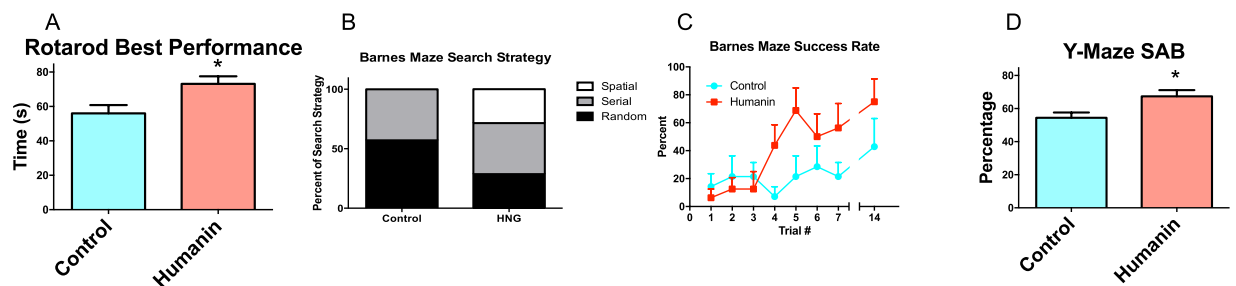 A
Rotarod Best Performance
*
Time (s)
80
60
40
20
0
Control
Humanin
B
Barnes Maze Search Strategy
Percent of Search Strategy
100
50
0
Control
HNG
Spatial
Serial
Random
C
Barnes Maze Success Rate
Control
Humanin
Percent
100
80
60
40
20
0
0 1 2 3 4 5 6 7 14
Trial #
D
Y-Maze SAB
*
Percentage
80
60
40
20
0
Control
Humanin